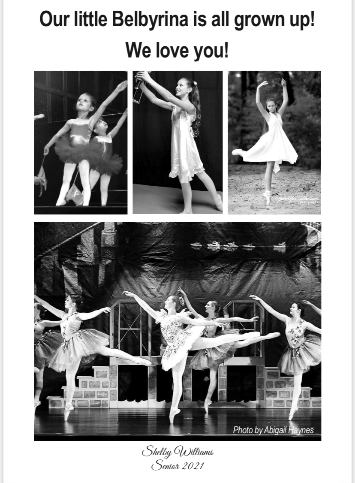 Our little Belbyrina is all grown up!
We love you!
Photo by Abigail Haynes
Shelby Williams
Senior 2021